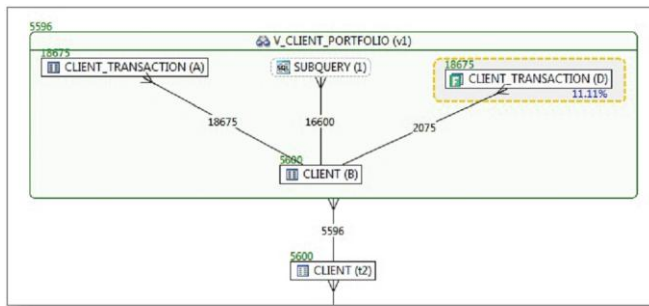 5596
V_CLIENT_PORTFOLIO (v1)
18675
CLIENT_TRANSACTION (A)
SUBQUERY (1)
18675
CLIENT_TRANSACTION (D)
11.11%
18675
16600
2075
5600
CLIENT (B)
5596
5600
CLIENT (t2)